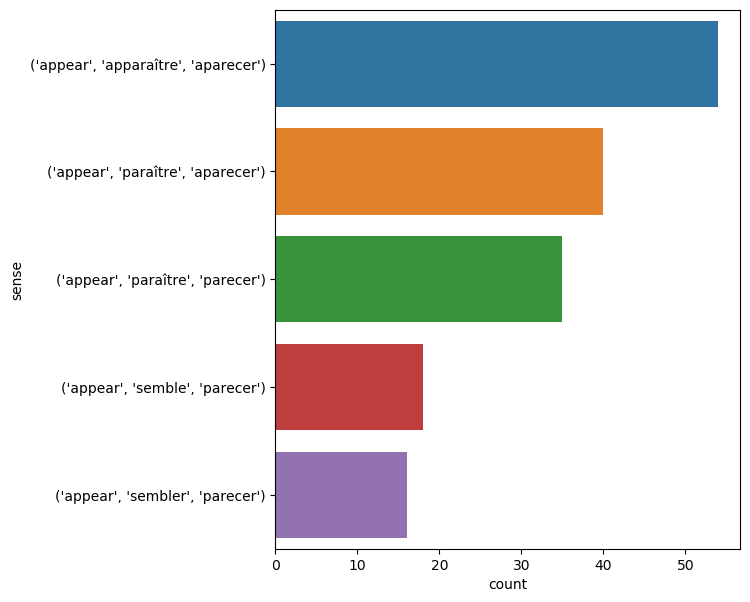 ('appear', 'apparaître', 'aparecer')
('appear', 'paraître', 'aparecer')
('appear', 'paraître', 'parecer')
('appear', 'semble', 'parecer')
('appear', 'sembler', 'parecer')
sense
0 10 20 30 40 50
count